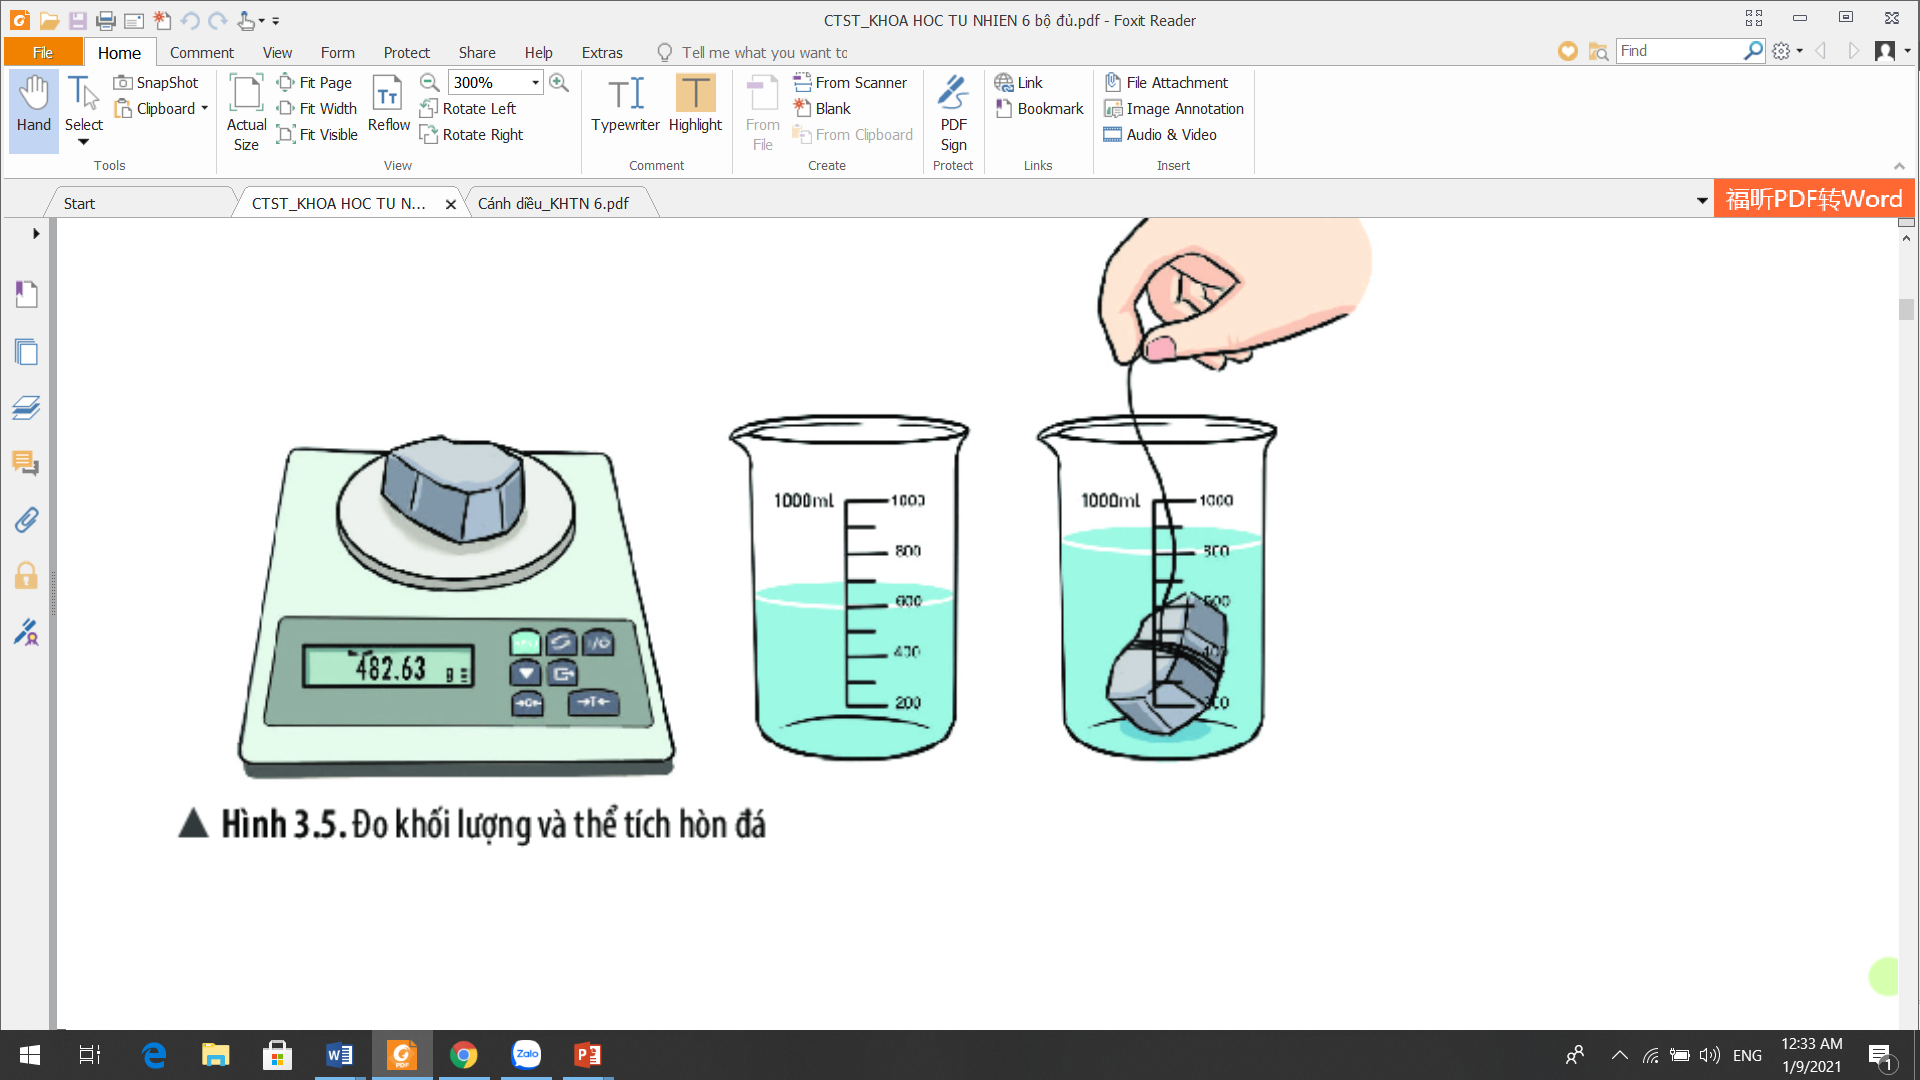 CTST_KHOA HOC TU NHIEN 6 bộ đủ.pdf - Foxit Reader
File Home Comment View Form Protect Share Help Extras Tell me what you want to Find
Hand
Select
SnapShot
Clipboard
Tools
Actual Size
Fit Page
Fit Width
Fit Visible
Reflow
300%
Rotate Left
Rotate Right
View
Typewriter
Highlight
Comment
From File
From Scanner
Blank
From Clipboard
Create
PDF Sign
Protect
Link
Bookmark
Links
File Attachment
Image Annotation
Audio & Video
Insert
Start
CTST_KHOA HOC TU N...
Cánh diều_KHTN 6.pdf
福昕PDF转Word
482.63 g
1000ml 1000
800
600
400
200
1000ml 1000
800
▲ Hình 3.5. Đo khối lượng và thể tích hòn đá
Zalo
ENG
12:33 AM
1/9/2021
1